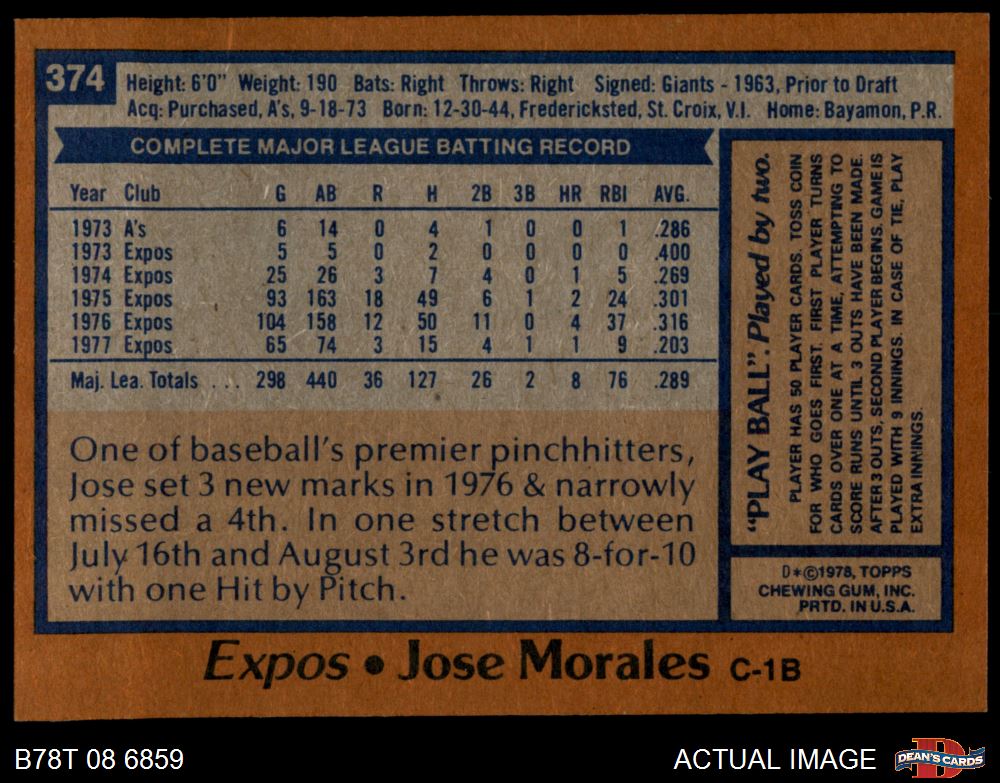 374
Height: 6'0" Weight: 190 Bats: Right Throws: Right Signed: Giants - 1963, Prior to Draft
Acq: Purchased, A's, 9-18-73 Born: 12-30-44, Fredericksted, St. Croix, V.I. Home: Bayamon, P.R.
COMPLETE MAJOR LEAGUE BATTING RECORD
Year Club G AB R H 2B 3B HR RBI AVG.
1973 A's 6 14 0 4 1 0 0 1 .286
1973 Expos 5 5 0 2 0 0 0 0 .400
1974 Expos 25 26 3 7 4 0 1 5 .269
1975 Expos 93 163 18 49 6 1 2 24 .301
1976 Expos 104 158 12 50 11 0 4 37 .316
1977 Expos 65 74 3 15 4 1 1 9 .203
Maj. Lea. Totals ... 298 440 36 127 26 2 8 76 .289
One of baseball's premier pinchhitters,
Jose set 3 new marks in 1976 & narrowly
missed a 4th. In one stretch between
July 16th and August 3rd he was 8-for-10
with one Hit by Pitch.
"PLAY BALL". Played by two.
PLAYER HAS 50 PLAYER CARDS. TOSS COIN
FOR WHO GOES FIRST. FIRST PLAYER TURNS
CARDS OVER ONE AT A TIME, ATTEMPTING TO
SCORE RUNS UNTIL 3 OUTS HAVE BEEN MADE.
AFTER 3 OUTS, SECOND PLAYER BEGINS. GAME IS
PLAYED WITH 9 INNINGS. IN CASE OF TIE, PLAY
EXTRA INNINGS.
D*©1978, TOPPS
CHEWING GUM, INC.
PRTD. IN U.S.A.
Expos • Jose Morales C-1B
B78T 08 6859
ACTUAL IMAGE
D
DEAN'S CARDS